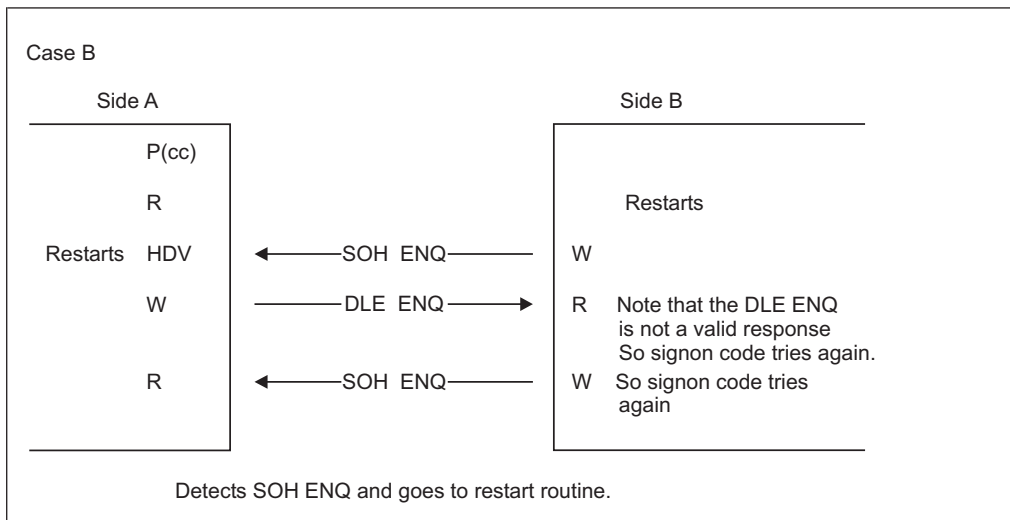 Case B
Side A Side B
P(cc)
R Restarts
Restarts HDV SOH ENQ W
W DLE ENQ R Note that the DLE ENQ
is not a valid response
So signon code tries again.
R SOH ENQ W So signon code tries
again
Detects SOH ENQ and goes to restart routine.